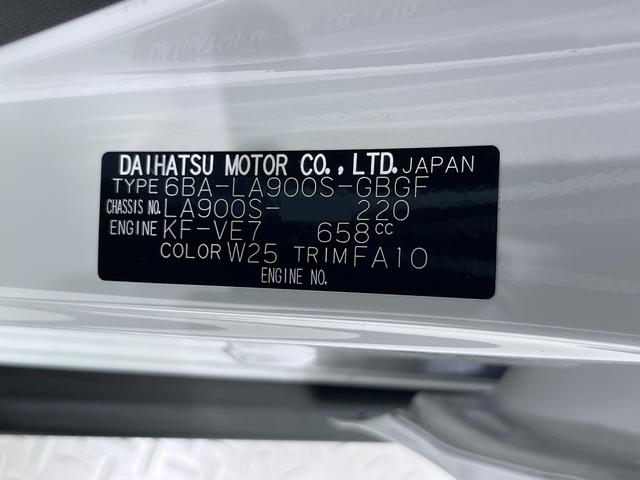 DAIHATSU MOTOR CO.,LTD. JAPAN
TYPE 6BA-LA900S-GBGF
CHASSIS NO. LA900S- 220
ENGINE KF-VE7 658cc
COLOR W25 TRIM FA10
ENGINE NO.